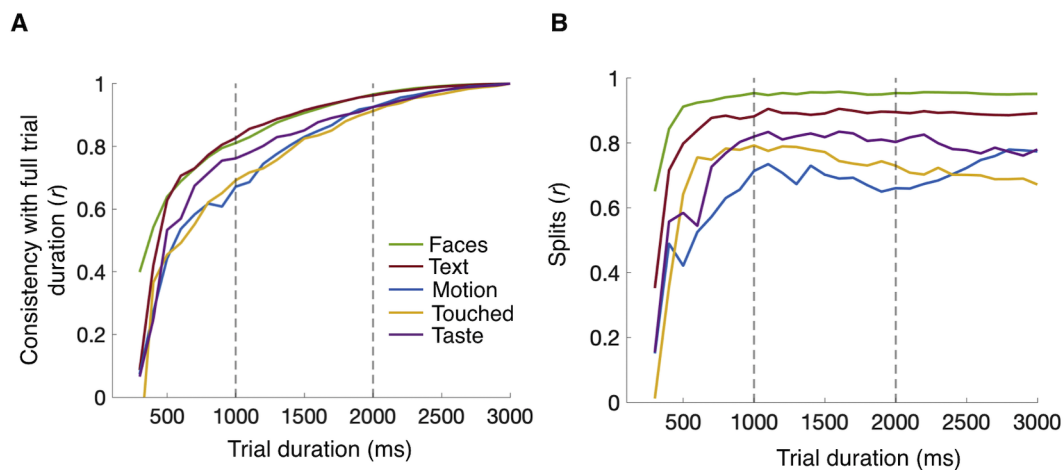 A
B
Consistency with full trial
duration (r)
1
0.8
0.6
0.4
0.2
0
500
1000
1500
2000
2500
3000
Trial duration (ms)
Faces
Text
Motion
Touched
Taste
Splits (r)
1
0.8
0.6
0.4
0.2
0
500
1000
1500
2000
2500
3000
Trial duration (ms)